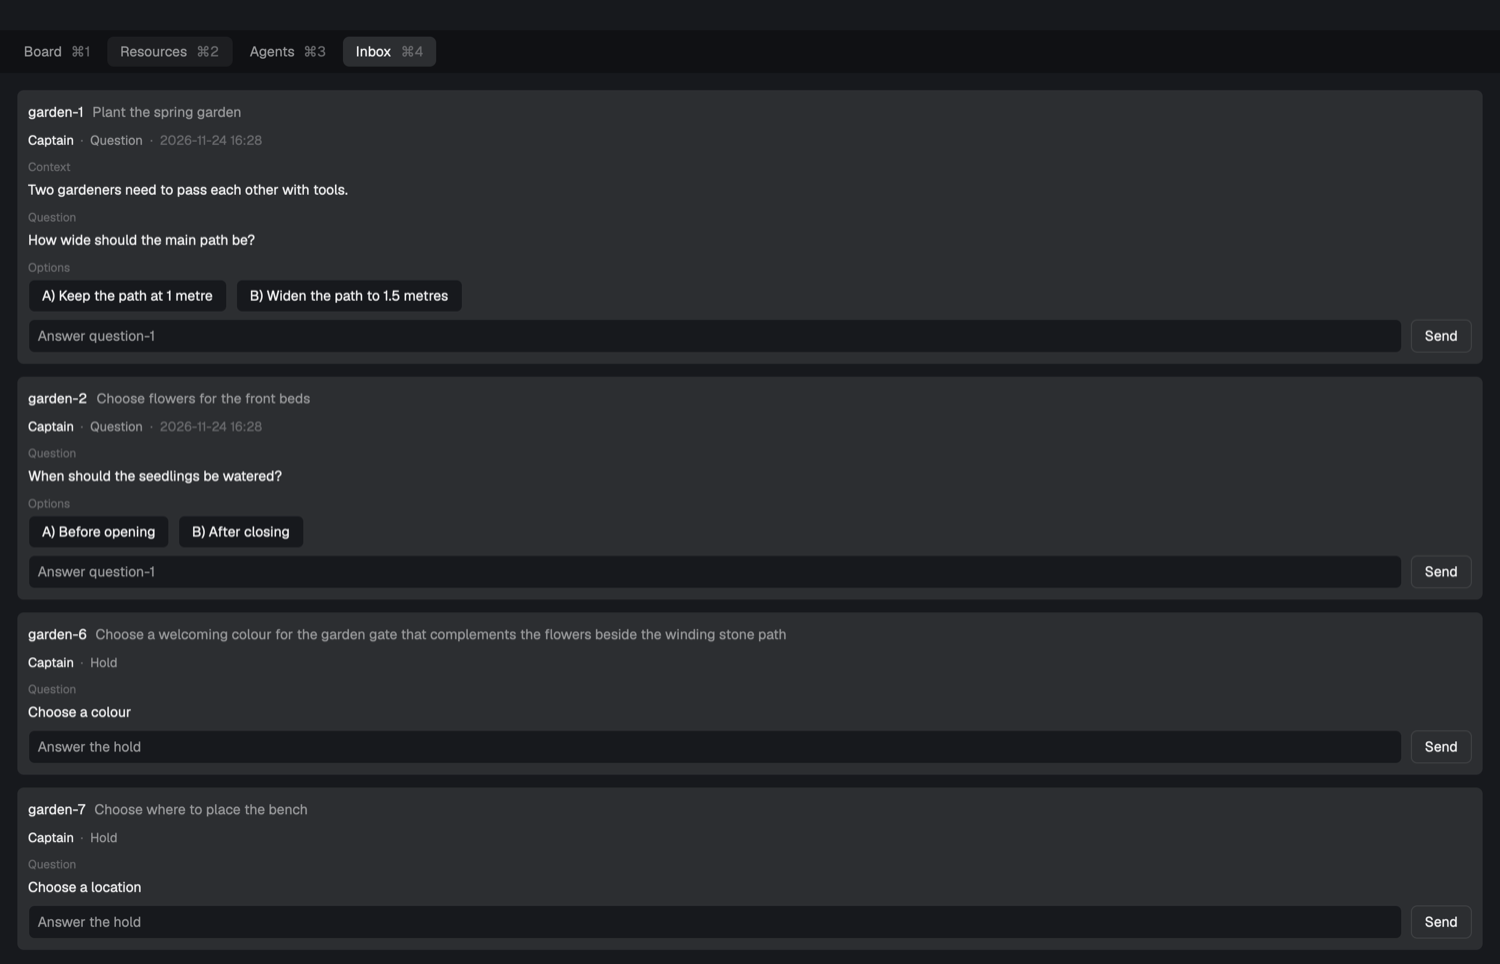 Board ⌘1 Resources ⌘2 Agents ⌘3 Inbox ⌘4
garden-1 Plant the spring garden
Captain · Question · 2026-11-24 16:28
Context
Two gardeners need to pass each other with tools.
Question
How wide should the main path be?
Options
A) Keep the path at 1 metre B) Widen the path to 1.5 metres
Answer question-1 Send
garden-2 Choose flowers for the front beds
Captain · Question · 2026-11-24 16:28
Question
When should the seedlings be watered?
Options
A) Before opening B) After closing
Answer question-1 Send
garden-6 Choose a welcoming colour for the garden gate that complements the flowers beside the winding stone path
Captain · Hold
Question
Choose a colour
Answer the hold Send
garden-7 Choose where to place the bench
Captain · Hold
Question
Choose a location
Answer the hold Send